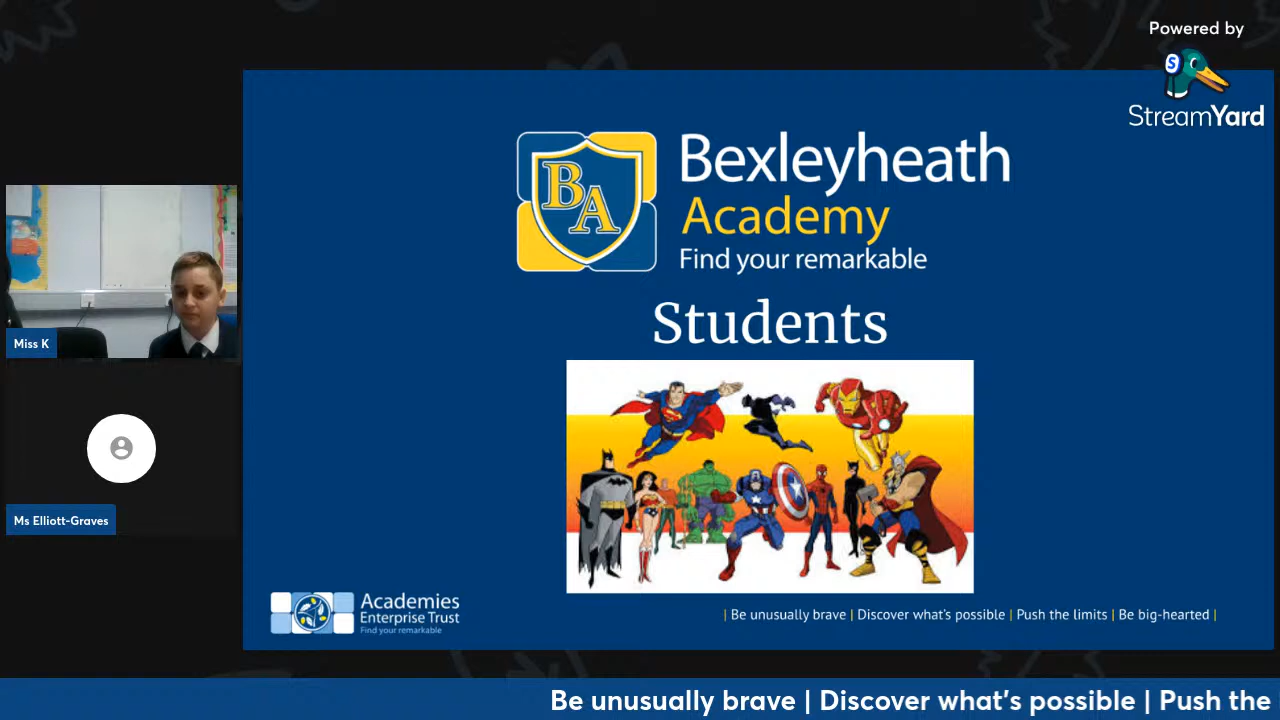 Powered by
StreamYard
BA
Bexleyheath
Academy
Find your remarkable
Students
Miss K
Ms Elliott-Graves
Academies
Enterprise Trust
Find your remarkable
| Be unusually brave | Discover what's possible | Push the limits | Be big-hearted |
Be unusually brave | Discover what's possible | Push the